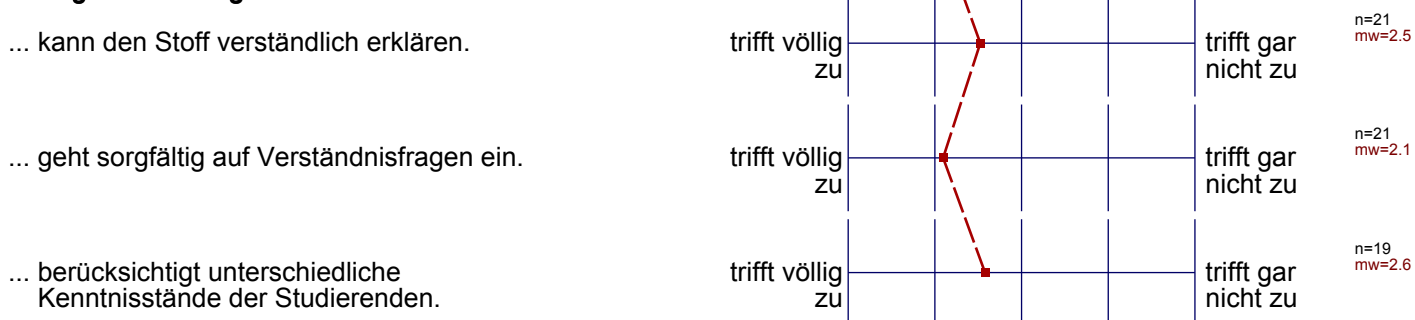 ... kann den Stoff verständlich erklären.
trifft völlig
zu
trifft gar
nicht zu
n=21
mw=2.5
... geht sorgfältig auf Verständnisfragen ein.
trifft völlig
zu
trifft gar
nicht zu
n=21
mw=2.1
... berücksichtigt unterschiedliche
Kenntnisstände der Studierenden.
trifft völlig
zu
trifft gar
nicht zu
n=19
mw=2.6